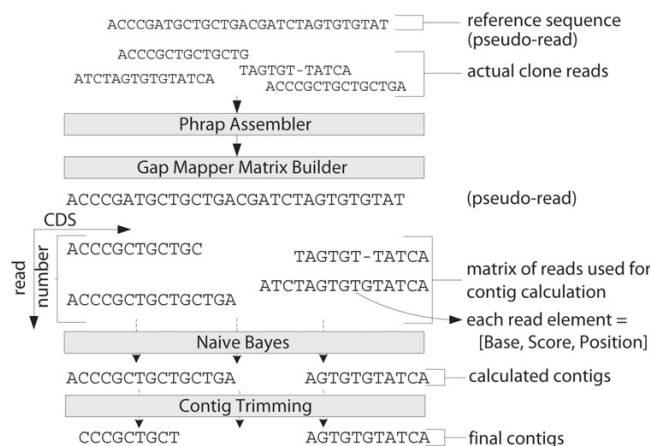 ACCCGATGCTGCTGACGATCTAGTGTGTAT
reference sequence
(pseudo-read)
ACCCGCTGCTGCTG
ATCTAGTGTGTATCA
TAGTGT-TATCA
ACCCGCTGCTGCTGA
actual clone reads
Phrap Assembler
Gap Mapper Matrix Builder
ACCCGATGCTGCTGACGATCTAGTGTGTAT
(pseudo-read)
CDS
read
number
ACCCGCTGCTGC
TAGTGT-TATCA
ATCTAGTGTGTATCA
ACCCGCTGCTGCTGA
matrix of reads used for
contig calculation
each read element =
[Base, Score, Position]
Naive Bayes
ACCCGCTGCTGCTGA
AGTGTGTATCA
calculated contigs
Contig Trimming
CCCGCTGCT
AGTGTGTATCA
final contigs